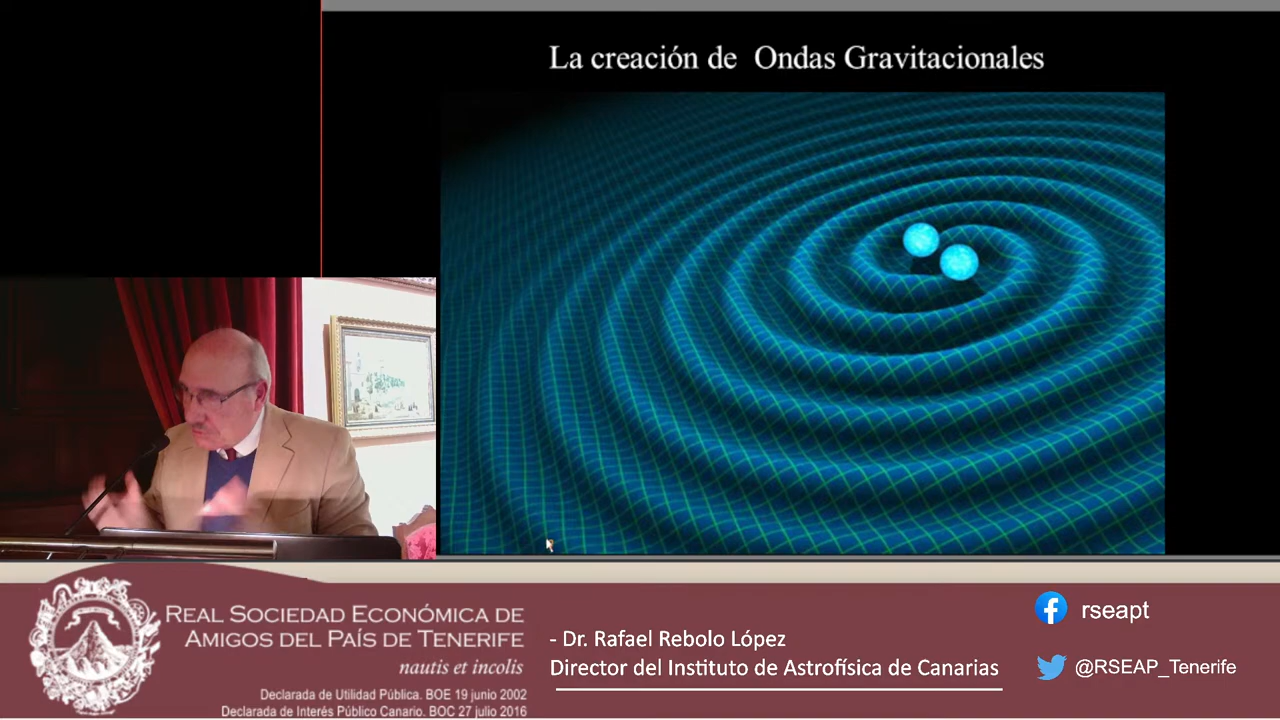 La creación de Ondas Gravitacionales
REAL SOCIEDAD ECONÓMICA DE
AMIGOS DEL PAÍS DE TENERIFE
nautis et incolis
Declarada de Utilidad Pública. BOE 19 junio 2002
Declarada de Interés Público Canario. BOC 27 julio 2016
- Dr. Rafael Rebolo López
Director del Instituto de Astrofísica de Canarias
rseapt
@RSEAP_Tenerife